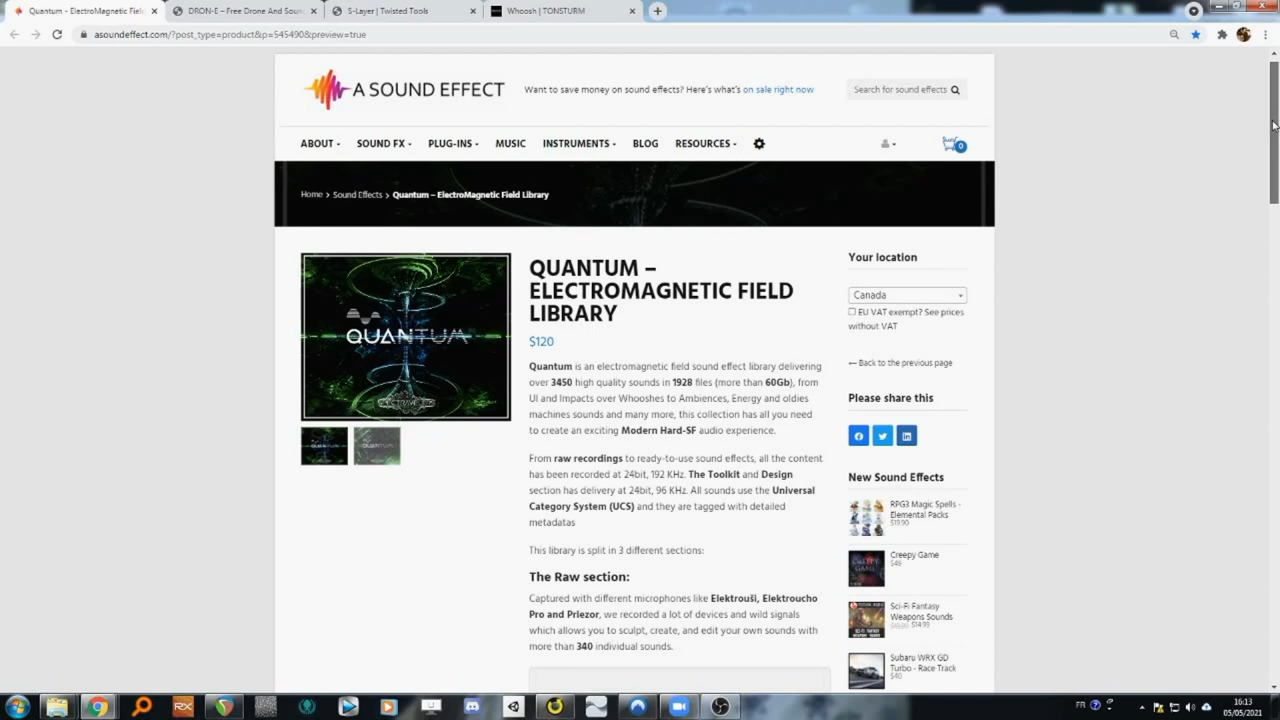 Quantum - ElectroMagnetic Fiel
DRON-E – Free Drone And Soun
S-Layer | Twisted Tools
Whoosh | TONSTURM
asoundeffect.com/?post_type=product&p=545490&preview=true
A SOUND EFFECT
Want to save money on sound effects? Here's what's on sale right now
Search for sound effects
ABOUT
SOUND FX
PLUG-INS
MUSIC
INSTRUMENTS
BLOG
RESOURCES
0
Home > Sound Effects > Quantum – ElectroMagnetic Field Library
QUANTUM
QUANTUM –
ELECTROMAGNETIC FIELD
LIBRARY
$120
Quantum is an electromagnetic field sound effect library delivering
over 3450 high quality sounds in 1928 files (more than 60Gb), from
UI and Impacts over Whooshes to Ambiences, Energy and oldies
machines sounds and many more, this collection has all you need
to create an exciting Modern Hard-SF audio experience.
From raw recordings to ready-to-use sound effects, all the content
has been recorded at 24bit, 192 KHz. The Toolkit and Design
section has delivery at 24bit, 96 KHz. All sounds use the Universal
Category System (UCS) and they are tagged with detailed
metadatas
This library is split in 3 different sections:
The Raw section:
Captured with different microphones like Elektrouši, Elektroucho
Pro and Priezor, we recorded a lot of devices and wild signals
which allows you to sculpt, create, and edit your own sounds with
more than 340 individual sounds.
Your location
Canada
EU VAT exempt? See prices
without VAT
← Back to the previous page
Please share this
New Sound Effects
RPG3 Magic Spells -
Elemental Packs
$19.90
Creepy Game
$49
Sci-Fi Fantasy
Weapons Sounds
$14.99
Subaru WRX GD
Turbo - Race Track
$40
FR
16:13
05/05/2021